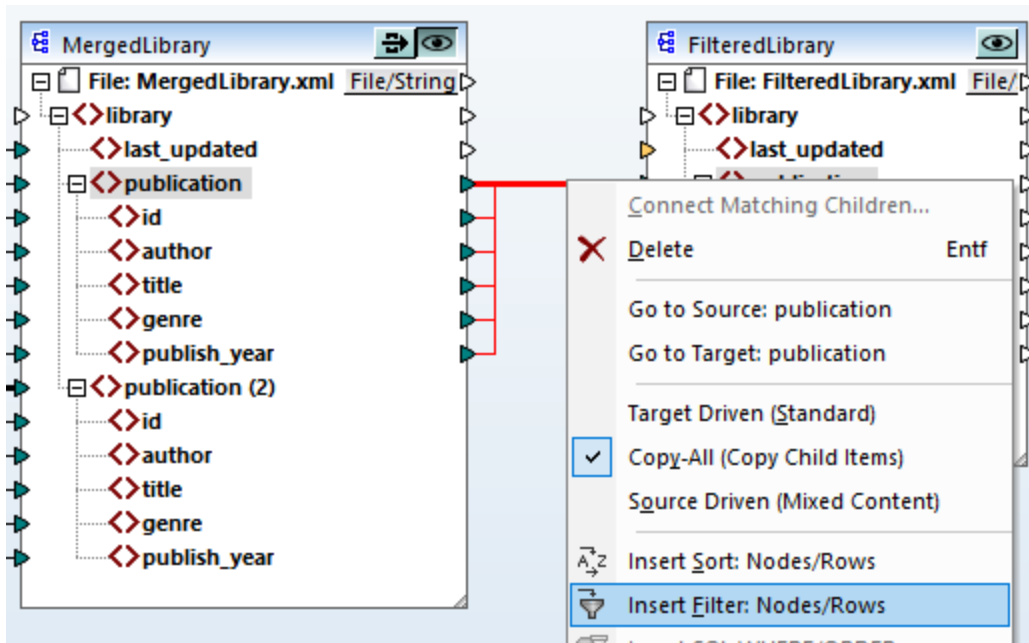 MergedLibrary
File: MergedLibrary.xml File/String
library
last_updated
publication
id
author
title
genre
publish_year
publication (2)
id
author
title
genre
publish_year
FilteredLibrary
File: FilteredLibrary.xml File/
library
last_updated
Connect Matching Children...
Delete Entf
Go to Source: publication
Go to Target: publication
Target Driven (Standard)
Copy-All (Copy Child Items)
Source Driven (Mixed Content)
Insert Sort: Nodes/Rows
Insert Filter: Nodes/Rows